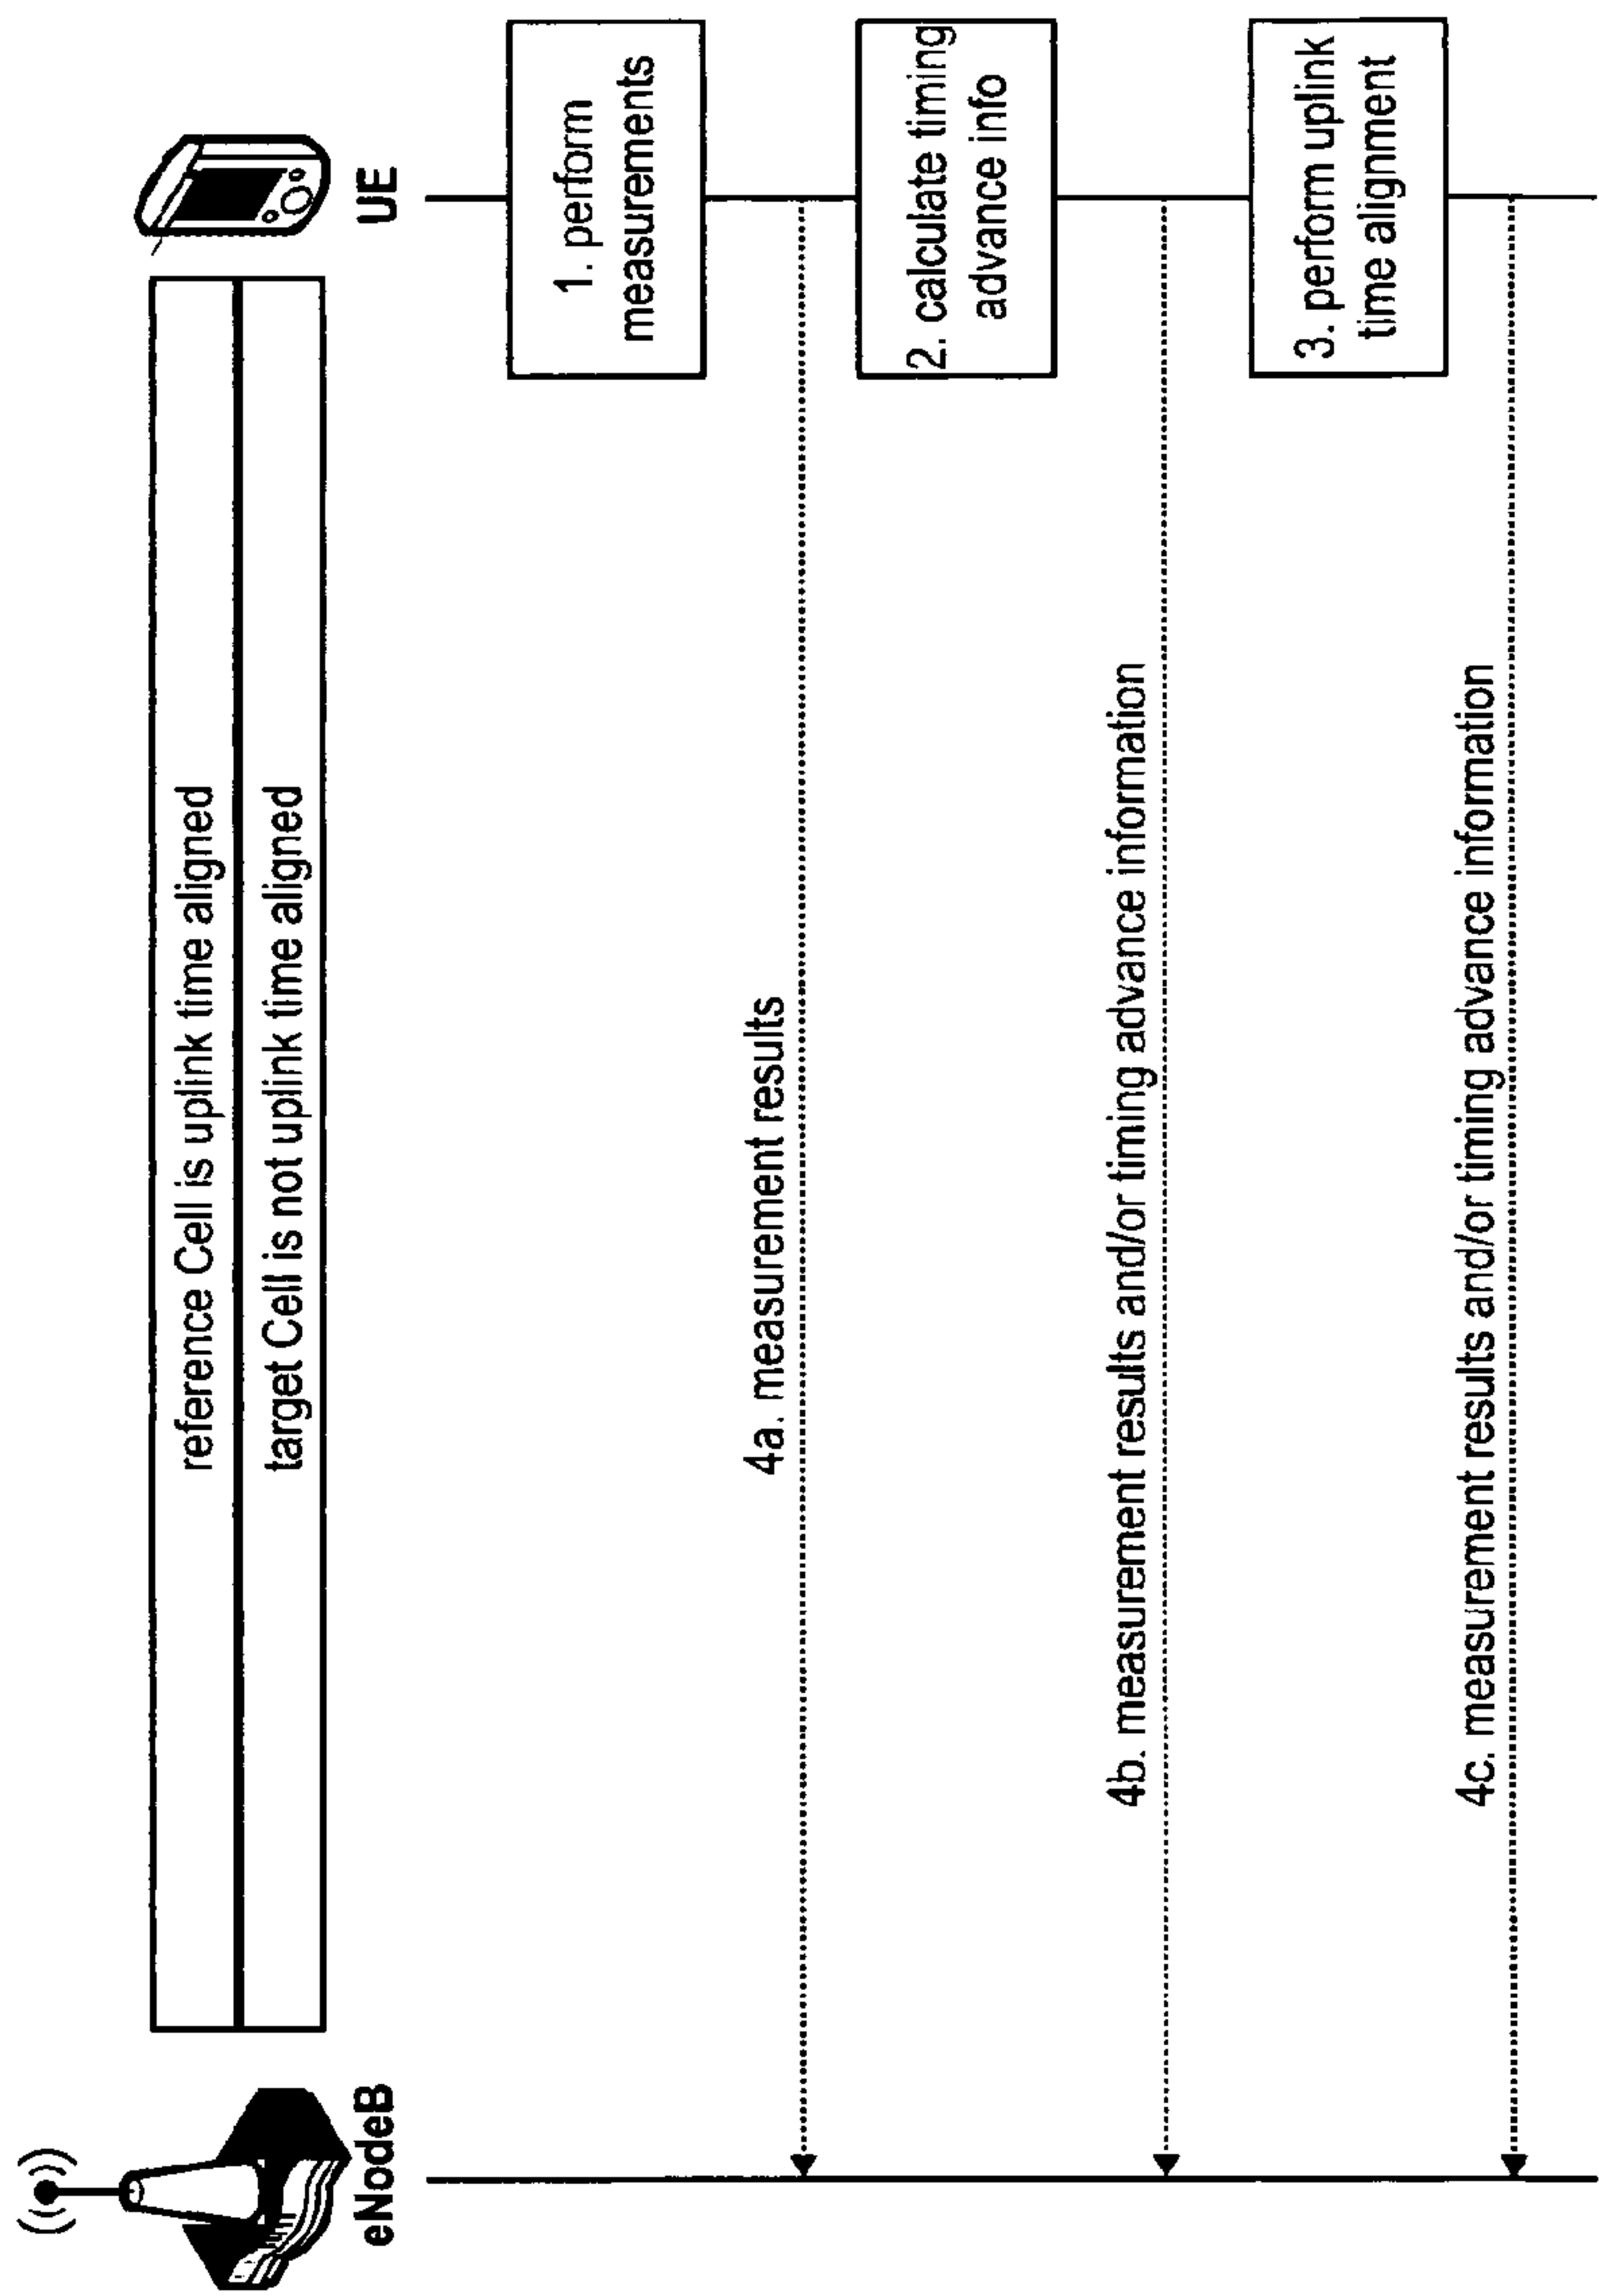 eNodeB
UE
reference Cell is uplink time aligned
target Cell is not uplink time aligned
1. perform
measurements
4a. measurement results
2. calculate timing
advance info
4b. measurement results and/or timing advance information
3. perform uplink
time alignment
4c. measurement results and/or timing advance information